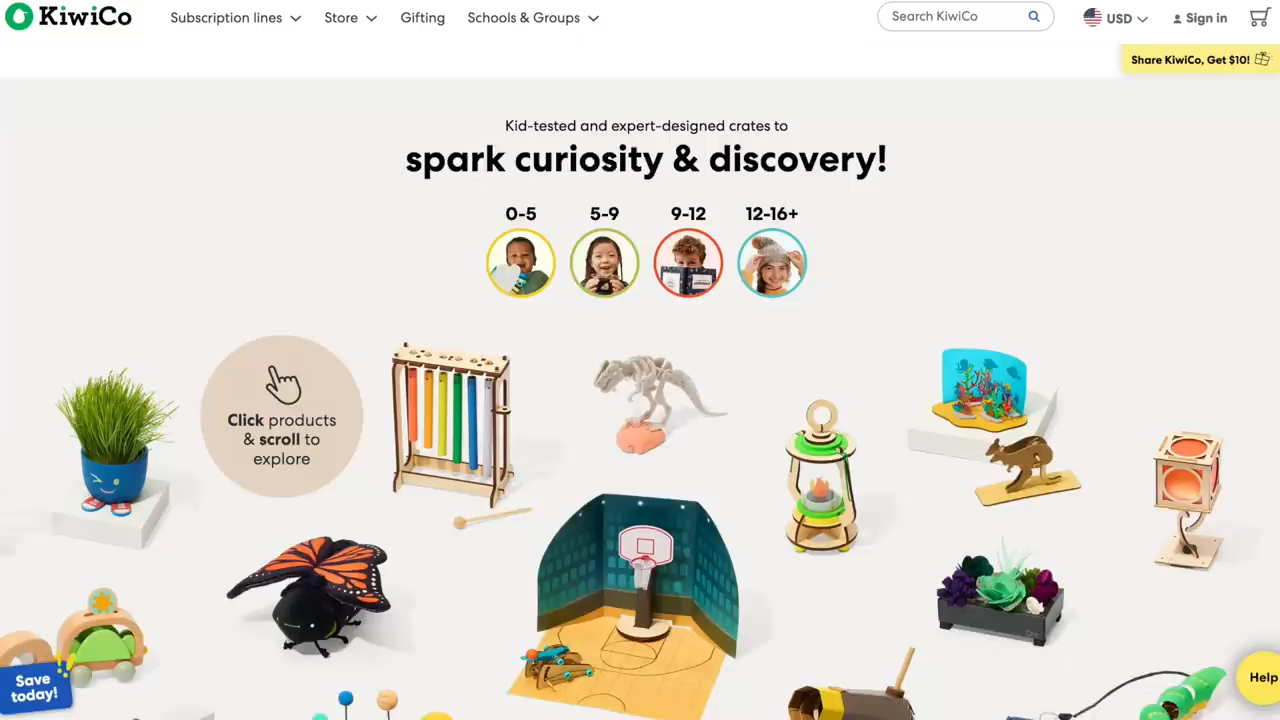 KiwiCo
Subscription lines
Store
Gifting
Schools & Groups
Search KiwiCo
USD
Sign in
Share KiwiCo, Get $10!
Kid-tested and expert-designed crates to
spark curiosity & discovery!
0-5
5-9
9-12
12-16+
Click products
& scroll to
explore
Save
today!
Help